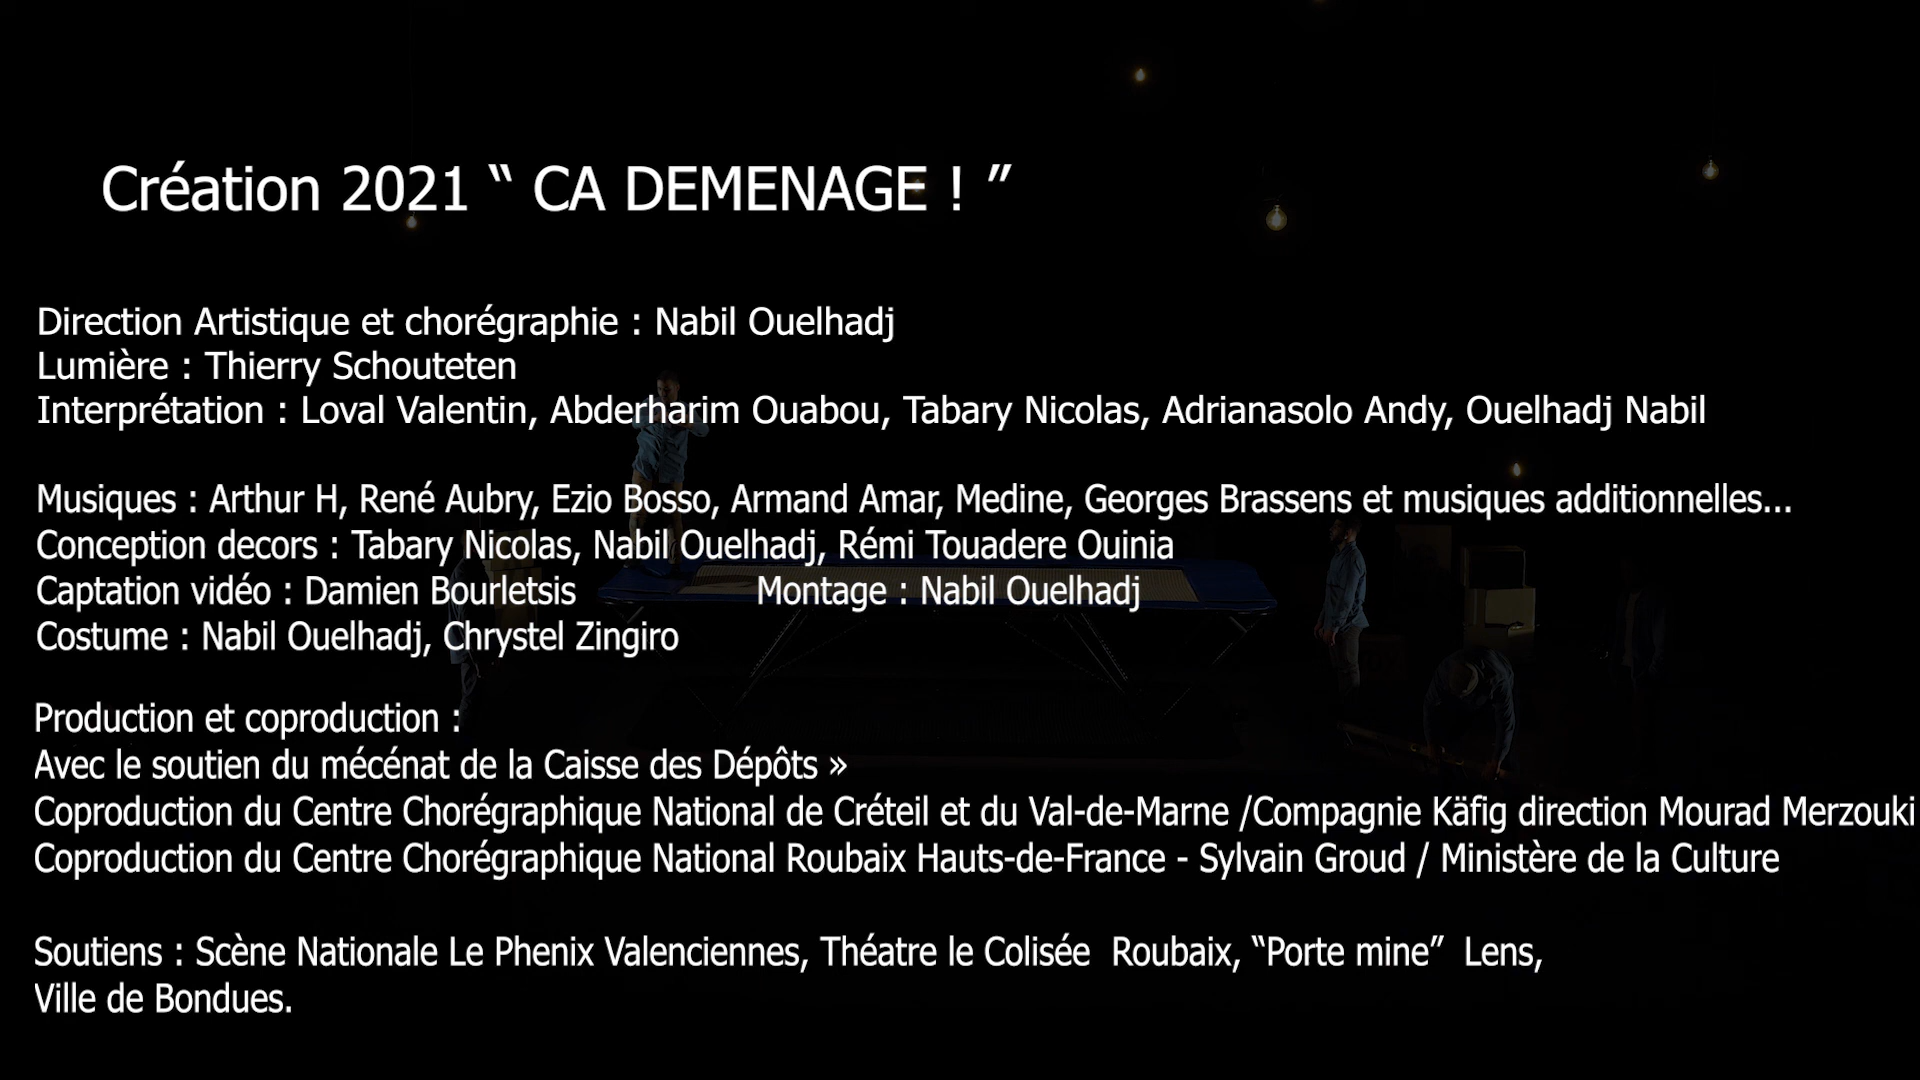 Création 2021 “ CA DEMENAGE ! ”
Direction Artistique et chorégraphie : Nabil Ouelhadj
Lumière : Thierry Schouteten
Interprétation : Loval Valentin, Abderharim Ouabou, Tabary Nicolas, Adrianasolo Andy, Ouelhadj Nabil
Musiques : Arthur H, René Aubry, Ezio Bosso, Armand Amar, Medine, Georges Brassens et musiques additionnelles...
Conception decors : Tabary Nicolas, Nabil Ouelhadj, Rémi Touadere Ouinia
Captation vidéo : Damien Bourletsis Montage : Nabil Ouelhadj
Costume : Nabil Ouelhadj, Chrystel Zingiro
Production et coproduction :
Avec le soutien du mécénat de la Caisse des Dépôts »
Coproduction du Centre Chorégraphique National de Créteil et du Val-de-Marne /Compagnie Käfig direction Mourad Merzouki
Coproduction du Centre Chorégraphique National Roubaix Hauts-de-France - Sylvain Groud / Ministère de la Culture
Soutiens : Scène Nationale Le Phenix Valenciennes, Théatre le Colisée Roubaix, “Porte mine” Lens,
Ville de Bondues.